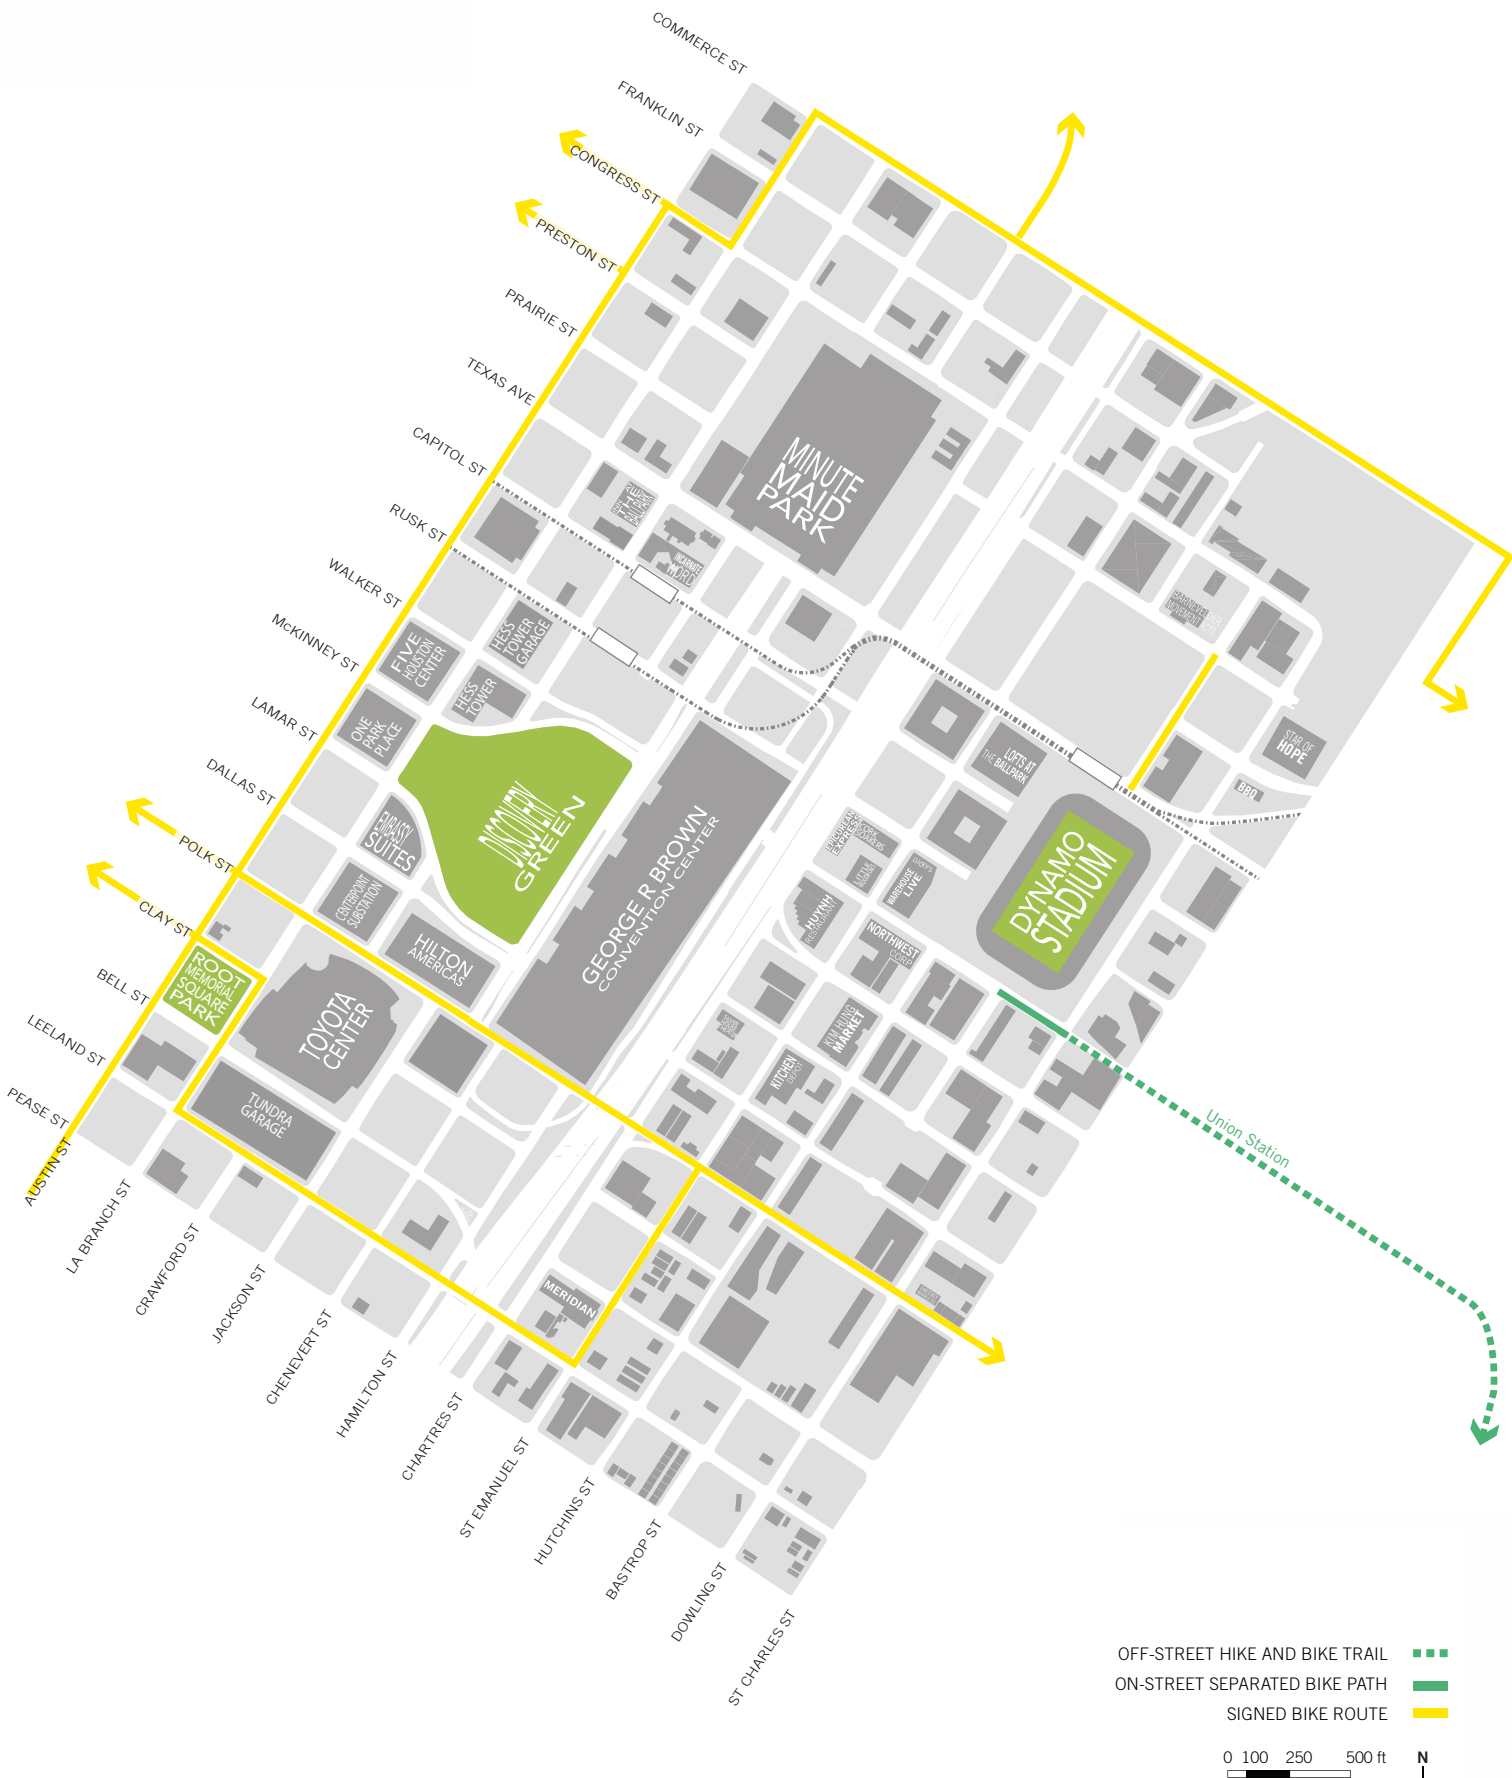 COMMERCE ST
FRANKLIN ST
CONGRESS ST
PRESTON ST
PRAIRIE ST
TEXAS AVE
CAPITOL ST
RUSK ST
WALKER ST
McKINNEY ST
LAMAR ST
DALLAS ST
POLK ST
CLAY ST
BELL ST
LEELAND ST
PEASE ST
AUSTIN ST
LA BRANCH ST
CRAWFORD ST
JACKSON ST
CHENEVERT ST
HAMILTON ST
CHARTRES ST
ST EMANUEL ST
HUTCHINS ST
BASTROP ST
DOWLING ST
ST CHARLES ST
MINUTE
MAID
PARK
INCARNATE
WORD
HESS
TOWER
GARAGE
FIVE
HOUSTON
CENTER
HESS
TOWER
ONE
PARK
PLACE
DISCOVERY
GREEN
EMBASSY
SUITES
CENTERPOINT
SUBSTATION
HILTON
AMERICAS
GEORGE R BROWN
CONVENTION CENTER
ROOT
MEMORIAL
SQUARE
PARK
TOYOTA
CENTER
TUNDRA
GARAGE
LOFTS AT
THE BALLPARK
DYNAMO
STADIUM
STAR OF
HOPE
BBQ
EPICUREAN
EXPRESS
LUCKY'S
WAREHOUSE
LIVE
HUYNH
RESTAURANT
NORTHWEST
CORP
KIM HUNG
MARKET
KITCHEN
DEPOT
MERIDIAN
Union Station
OFF-STREET HIKE AND BIKE TRAIL
ON-STREET SEPARATED BIKE PATH
SIGNED BIKE ROUTE
0 100 250 500 ft N